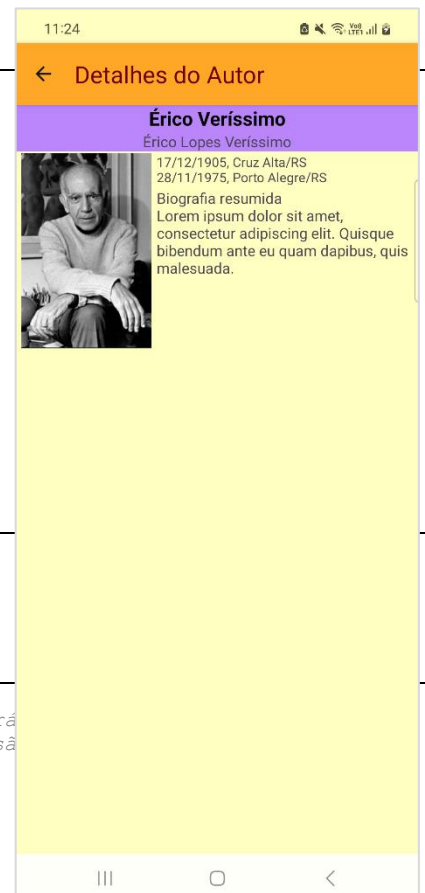 11:24
Detalhes do Autor
Érico Veríssimo
Érico Lopes Veríssimo
17/12/1905, Cruz Alta/RS
28/11/1975, Porto Alegre/RS
Biografia resumida
Lorem ipsum dolor sit amet,
consectetur adipiscing elit. Quisque
bibendum ante eu quam dapibus, quis
malesuada.